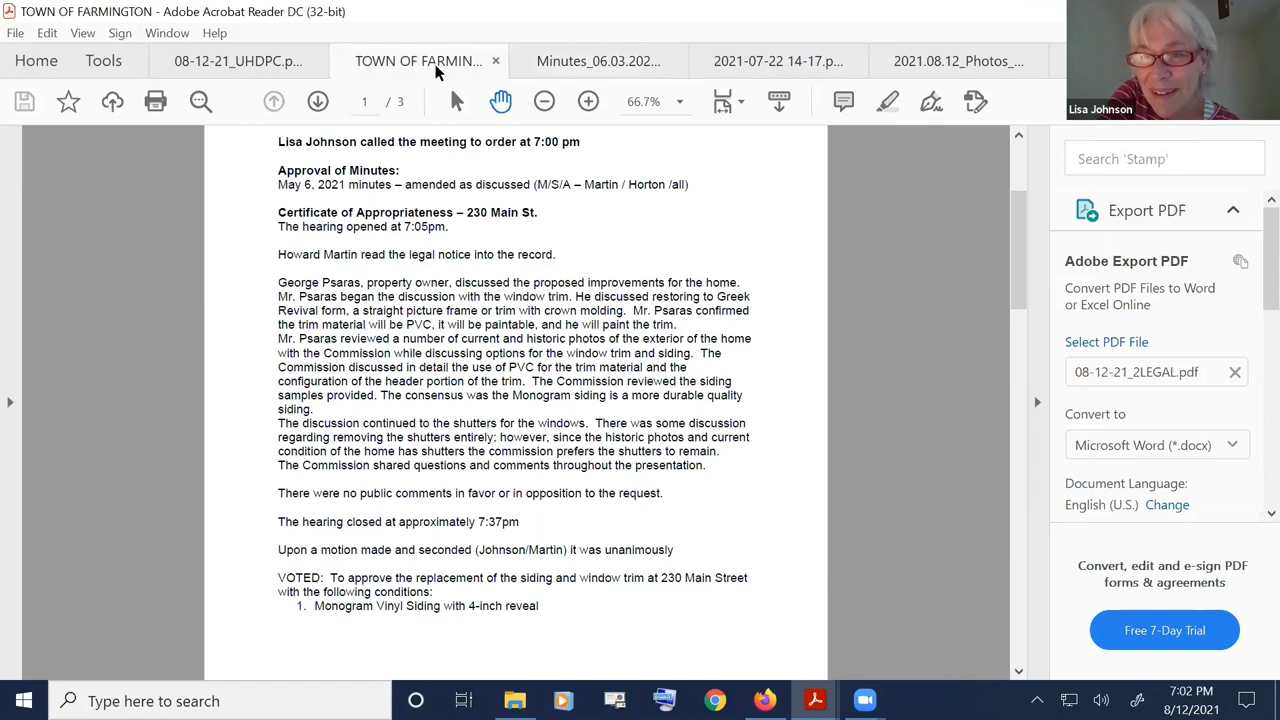 TOWN OF FARMINGTON - Adobe Acrobat Reader DC (32-bit)
File Edit View Sign Window Help
Home Tools 08-12-21_UHDPC.p... TOWN OF FARMIN... × Minutes_06.03.202... 2021-07-22 14-17.p... 2021.08.12_Photos_...
1 / 3 66.7%
Lisa Johnson
Lisa Johnson called the meeting to order at 7:00 pm
Approval of Minutes:
May 6, 2021 minutes – amended as discussed (M/S/A – Martin / Horton /all)
Certificate of Appropriateness – 230 Main St.
The hearing opened at 7:05pm.
Howard Martin read the legal notice into the record.
George Psaras, property owner, discussed the proposed improvements for the home.
Mr. Psaras began the discussion with the window trim. He discussed restoring to Greek
Revival form, a straight picture frame or trim with crown molding. Mr. Psaras confirmed
the trim material will be PVC, it will be paintable, and he will paint the trim.
Mr. Psaras reviewed a number of current and historic photos of the exterior of the home
with the Commission while discussing options for the window trim and siding. The
Commission discussed in detail the use of PVC for the trim material and the
configuration of the header portion of the trim. The Commission reviewed the siding
samples provided. The consensus was the Monogram siding is a more durable quality
siding.
The discussion continued to the shutters for the windows. There was some discussion
regarding removing the shutters entirely; however, since the historic photos and current
condition of the home has shutters the commission prefers the shutters to remain.
The Commission shared questions and comments throughout the presentation.
There were no public comments in favor or in opposition to the request.
The hearing closed at approximately 7:37pm
Upon a motion made and seconded (Johnson/Martin) it was unanimously
VOTED: To approve the replacement of the siding and window trim at 230 Main Street
with the following conditions:
1. Monogram Vinyl Siding with 4-inch reveal
Search 'Stamp'
Export PDF
Adobe Export PDF
Convert PDF Files to Word
or Excel Online
Select PDF File
08-12-21_2LEGAL.pdf
Convert to
Microsoft Word (*.docx)
Document Language:
English (U.S.) Change
Convert, edit and e-sign PDF
forms & agreements
Free 7-Day Trial
Type here to search
7:02 PM
8/12/2021